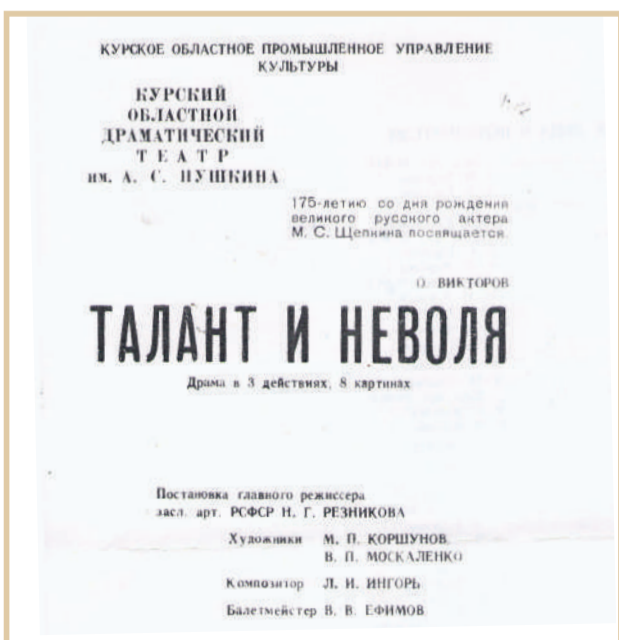 КУРСКОЕ ОБЛАСТНОЕ ПРОМЫШЛЕННОЕ УПРАВЛЕНИЕ
КУЛЬТУРЫ
КУРСКИЙ
ОБЛАСТНОЙ
ДРАМАТИЧЕСКИЙ
ТЕАТР
им. А. С. ПУШКИНА
175-летию со дня рождения
великого русского актера
М. С. Щепкина посвящается.
О. ВИКТОРОВ
ТАЛАНТ И НЕВОЛЯ
Драма в 3 действиях, 8 картинах
Постановка главного режиссера
засл. арт. РСФСР Н. Г. РЕЗНИКОВА
Художники М. П. КОРШУНОВ,
В. П. МОСКАЛЕНКО
Композитор Л. И. ИНГОРЬ
Балетмейстер В. В. ЕФИМОВ